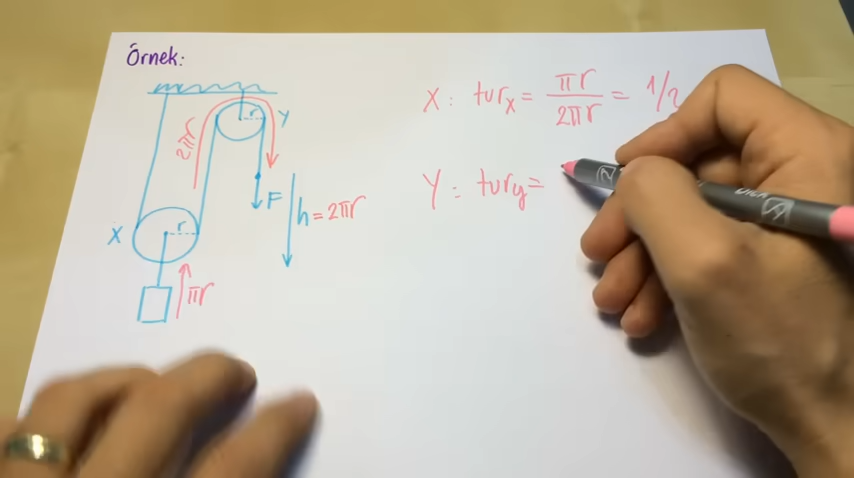 Örnek:
r
Y
2πr
F
h = 2πr
X
r
πr
X : tur_x = πr / 2πr = 1/2
Y : tur_y =